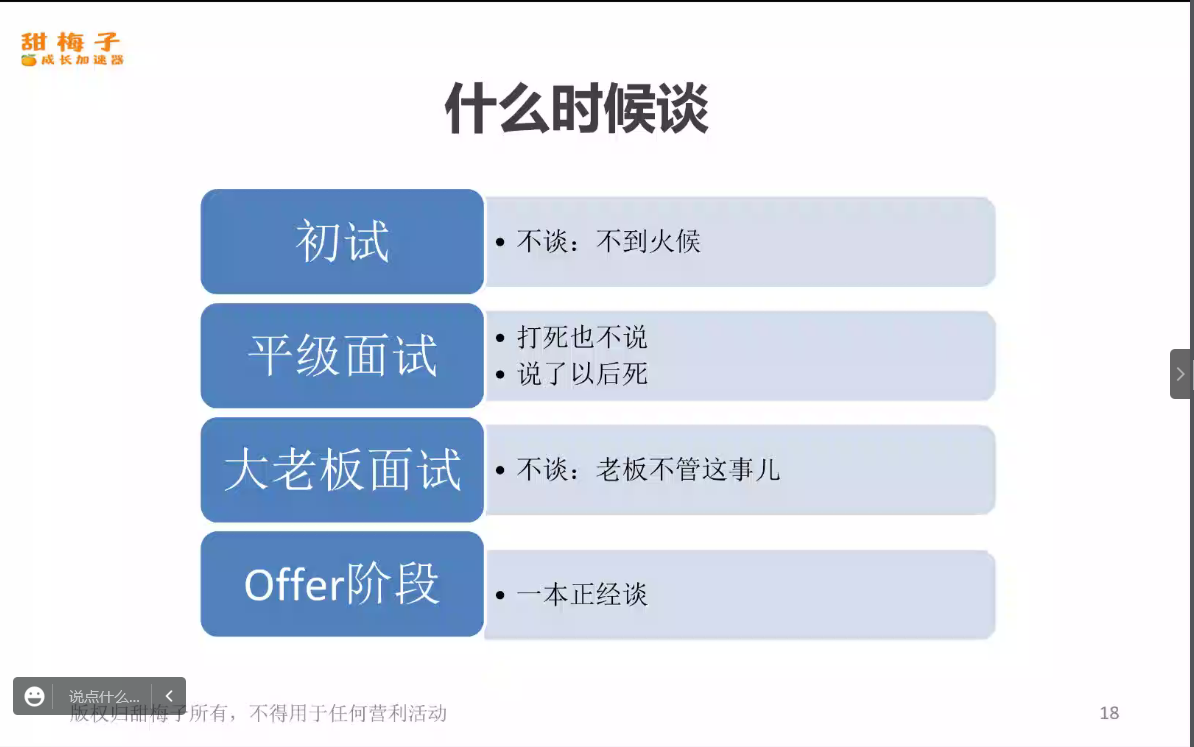 甜梅子
成长加速器
什么时候谈
初试
• 不谈：不到火候
平级面试
• 打死也不说
• 说了以后死
大老板面试
• 不谈：老板不管这事儿
Offer阶段
• 一本正经谈
说点什么...
版权归甜梅子所有，不得用于任何营利活动
18